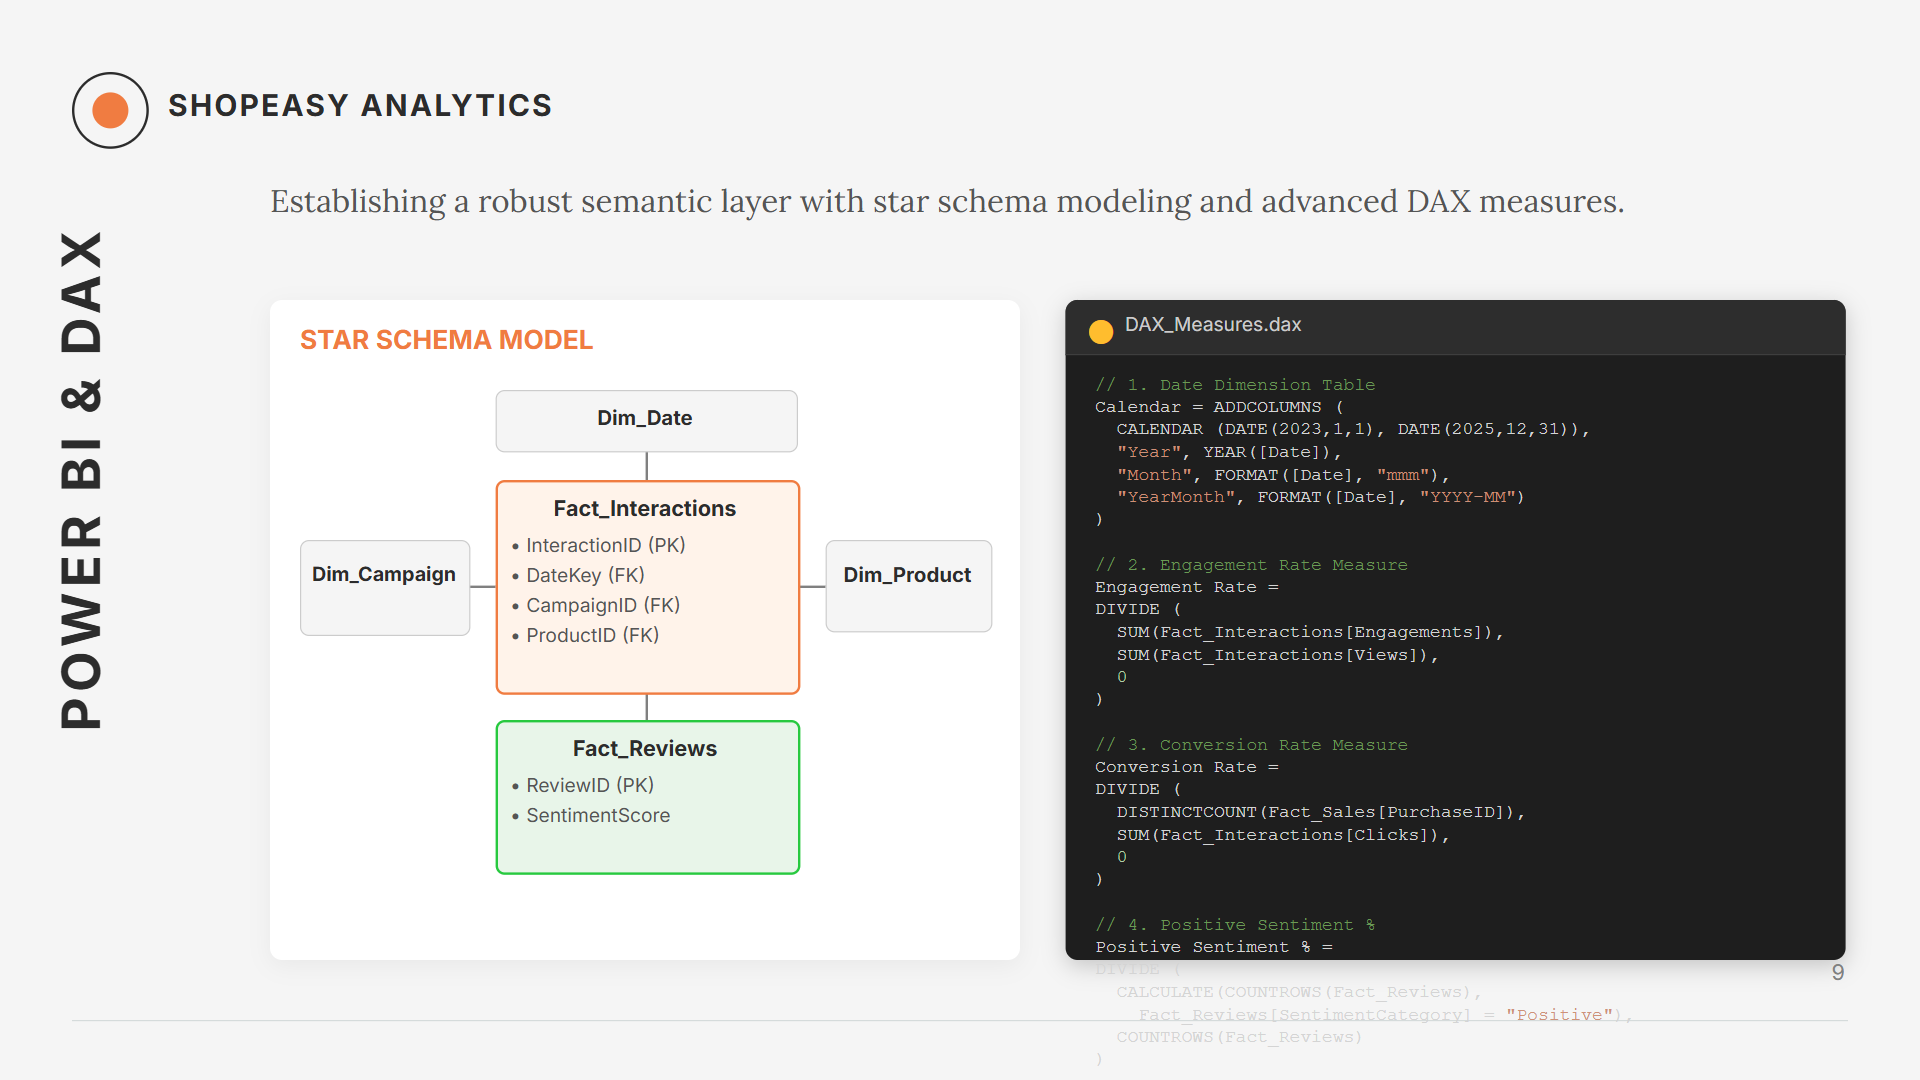 SHOPEASY ANALYTICS
Establishing a robust semantic layer with star schema modeling and advanced DAX measures.
POWER BI & DAX
STAR SCHEMA MODEL
Dim_Date
Fact_Interactions
• InteractionID (PK)
• DateKey (FK)
• CampaignID (FK)
• ProductID (FK)
Dim_Campaign
Dim_Product
Fact_Reviews
• ReviewID (PK)
• SentimentScore
DAX_Measures.dax
// 1. Date Dimension Table
Calendar = ADDCOLUMNS (
  CALENDAR (DATE(2023,1,1), DATE(2025,12,31)),
  "Year", YEAR([Date]),
  "Month", FORMAT([Date], "mmm"),
  "YearMonth", FORMAT([Date], "YYYY-MM")
)
// 2. Engagement Rate Measure
Engagement Rate =
DIVIDE (
  SUM(Fact_Interactions[Engagements]),
  SUM(Fact_Interactions[Views]),
  0
)
// 3. Conversion Rate Measure
Conversion Rate =
DIVIDE (
  DISTINCTCOUNT(Fact_Sales[PurchaseID]),
  SUM(Fact_Interactions[Clicks]),
  0
)
// 4. Positive Sentiment %
Positive Sentiment % =
DIVIDE (
  CALCULATE(COUNTROWS(Fact_Reviews),
    Fact_Reviews[SentimentCategory] = "Positive"),
  COUNTROWS(Fact_Reviews)
)
9